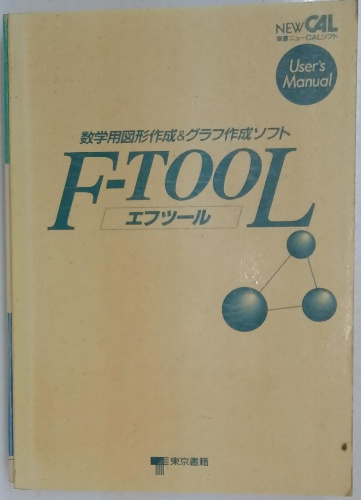 NEW CAL
東書ニューCALソフト
User's
Manual
数学用図形作成&グラフ作成ソフト
F-TOOL
エフツール
東京書籍